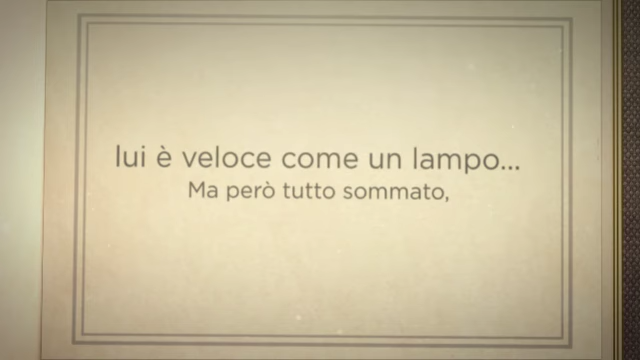 lui è veloce come un lampo...
Ma però tutto sommato,